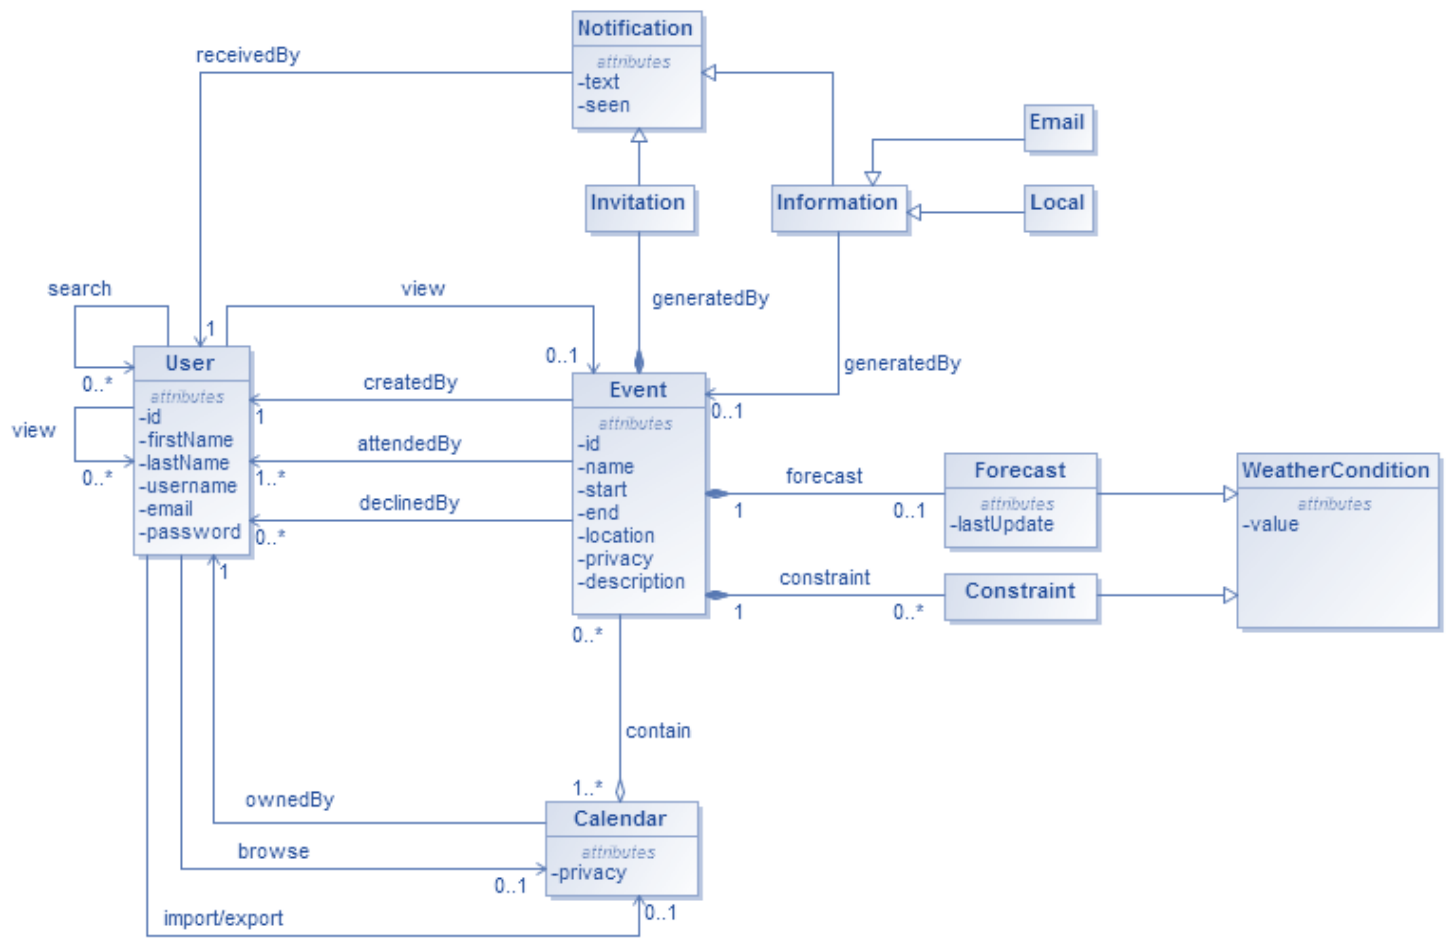 Notification
attributes
-text
-seen
receivedBy
Email
Invitation
Information
Local
search
view
generatedBy
1
0..1
generatedBy
User
attributes
-id
-firstName
-lastName
-username
-email
-password
0..*
view
0..*
createdBy
1
attendedBy
1..*
declinedBy
0..*
Event
attributes
-id
-name
-start
-end
-location
-privacy
-description
0..1
forecast
1
0..1
Forecast
attributes
-lastUpdate
WeatherCondition
attributes
-value
constraint
1
0..*
Constraint
1
0..*
contain
1..*
ownedBy
Calendar
attributes
-privacy
browse
0..1
import/export
0..1